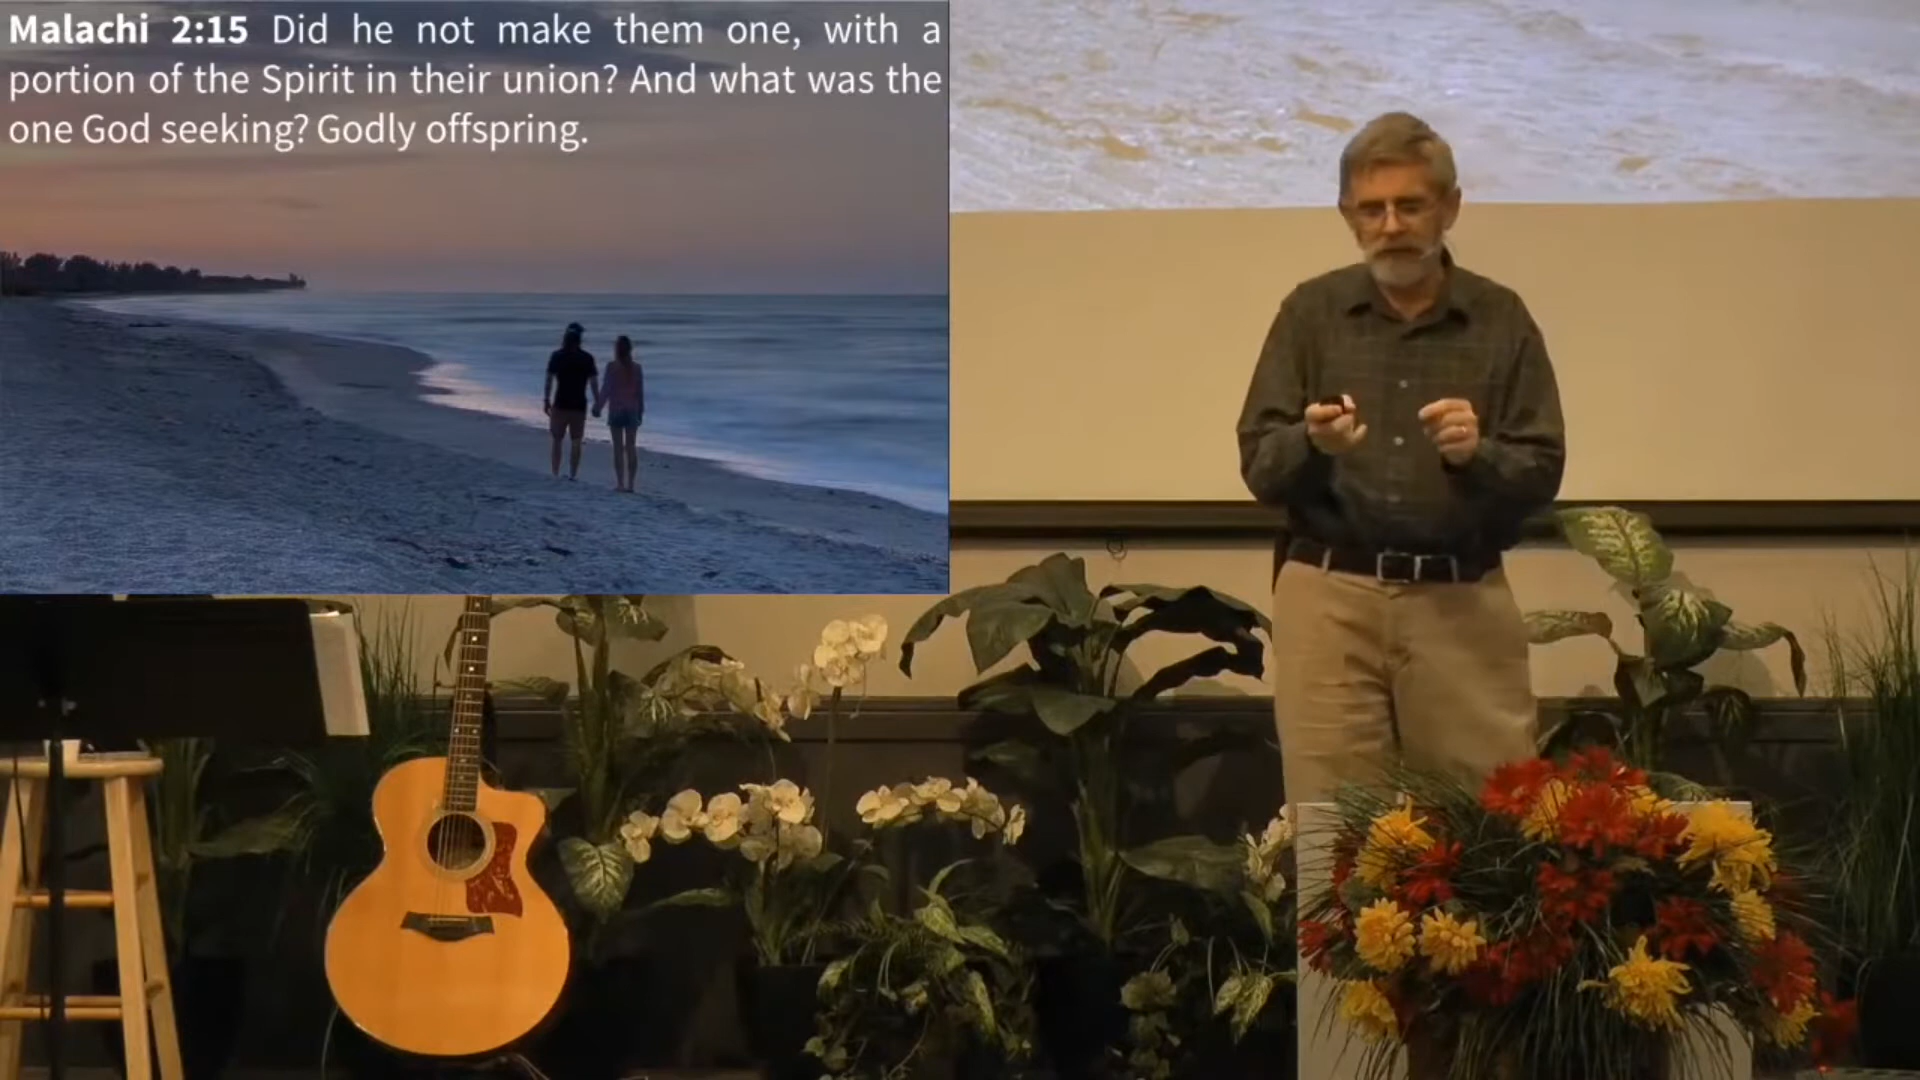 Malachi 2:15 Did he not make them one, with a
portion of the Spirit in their union? And what was the
one God seeking? Godly offspring.